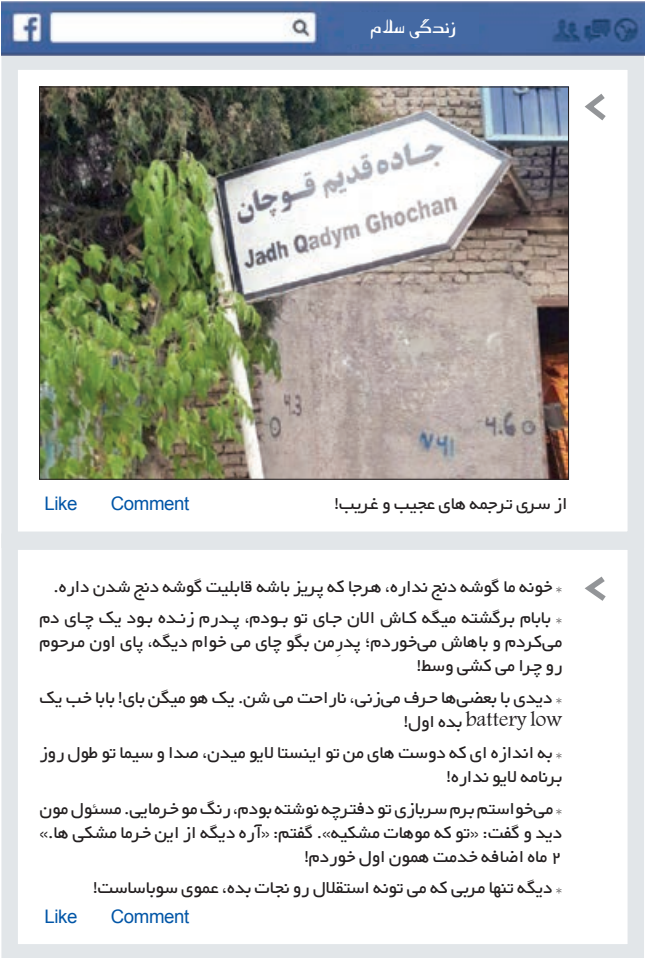 زندگی سلام
جاده قدیم قوچان
Jadh Qadym Ghochan
4.3
741
4.6
از سری ترجمه های عجیب و غریب!
Like Comment
* خونه ما گوشه دنج نداره، هرجا که پریز باشه قابلیت گوشه دنج شدن داره.
* بابام برگشته میگه کاش الان جای تو بودم، پدرم زنده بود یک چای دم
می‌کردم و باهاش می‌خوردم؛ پدرِمن بگو چای می خوام دیگه، پای اون مرحوم
رو چرا می کشی وسط!
* دیدی با بعضی‌ها حرف می‌زنی، ناراحت می شن. یک هو میگن بای! بابا خب یک
battery low بده اول!
* به اندازه ای که دوست های من تو اینستا لایو میدن، صدا و سیما تو طول روز
برنامه لایو نداره!
* می‌خواستم برم سربازی تو دفترچه نوشته بودم، رنگ مو خرمایی. مسئول مون
دید و گفت: «تو که موهات مشکیه». گفتم: «آره دیگه از این خرما مشکی ها.»
۲ ماه اضافه خدمت همون اول خوردم!
* دیگه تنها مربی که می تونه استقلال رو نجات بده، عموی سوباساست!
Like Comment